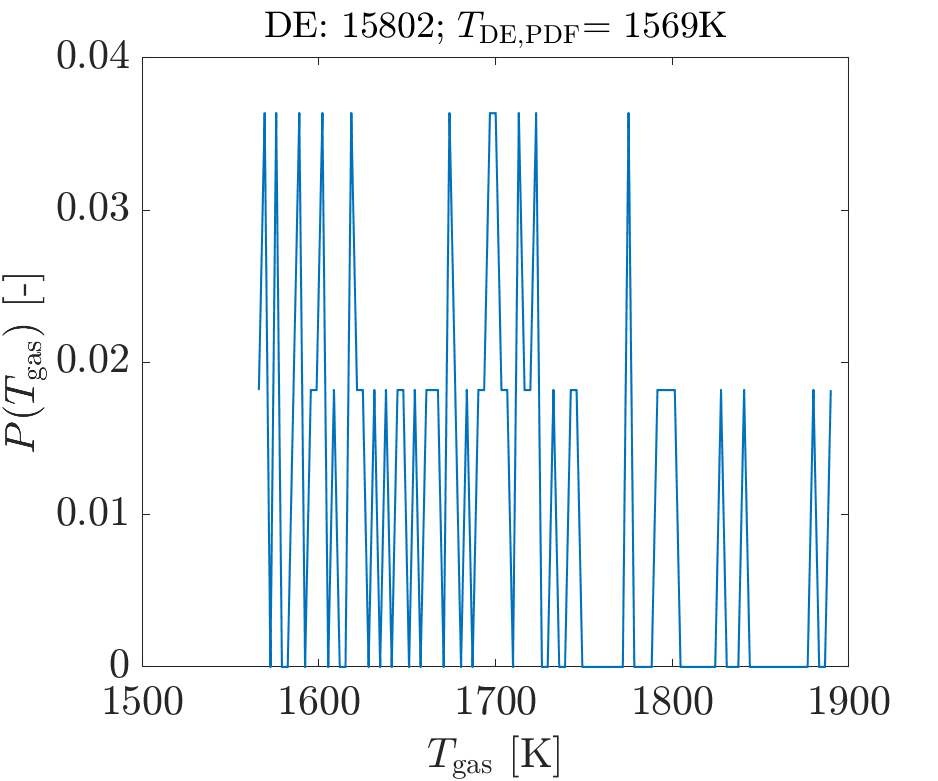 DE: 15802; T_DE,PDF= 1569K
0.04
0.03
0.02
0.01
0
P(T_gas) [-]
1500 1600 1700 1800 1900
T_gas [K]